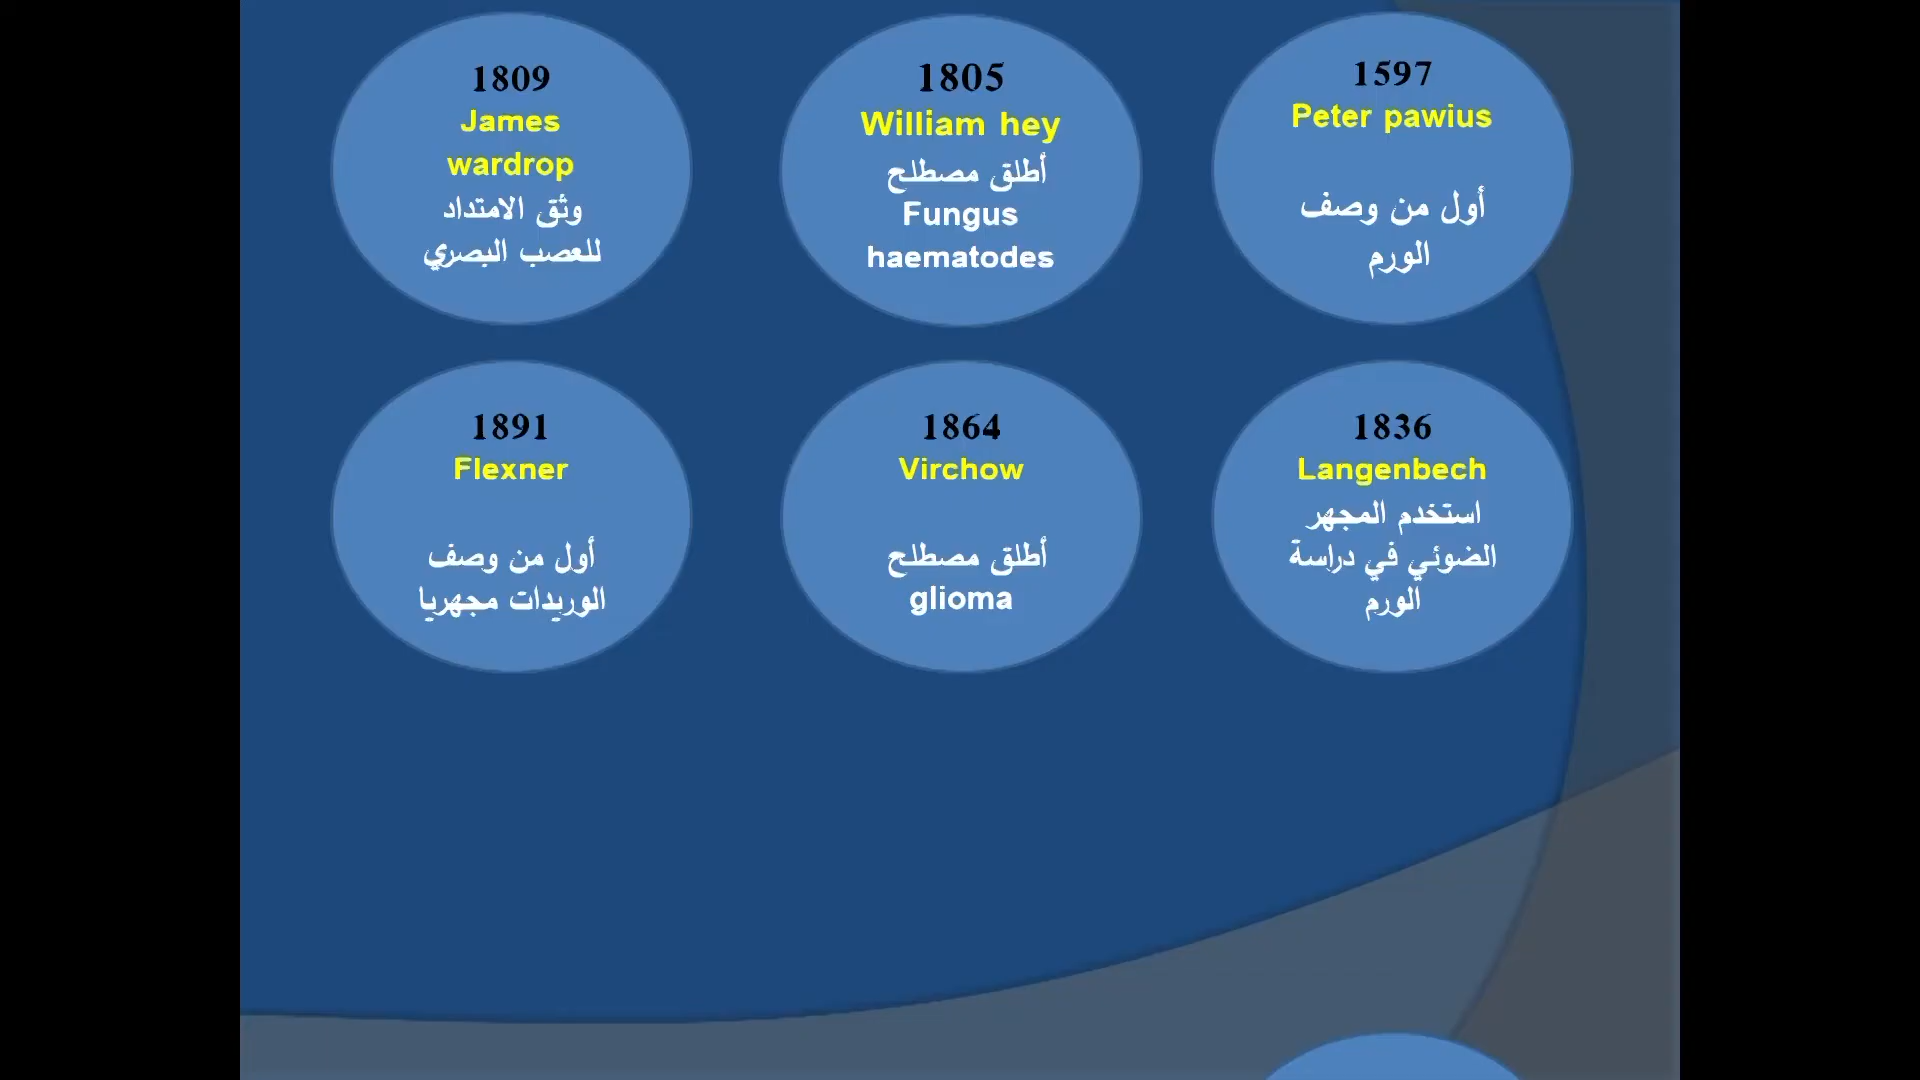 1597
Peter pawius
أول من وصف
الورم
1805
William hey
أطلق مصطلح
Fungus
haematodes
1809
James
wardrop
وثق الامتداد
للعصب البصري
1836
Langenbech
استخدم المجهر
الضوئي في دراسة
الورم
1864
Virchow
أطلق مصطلح
glioma
1891
Flexner
أول من وصف
الوريدات مجهريا